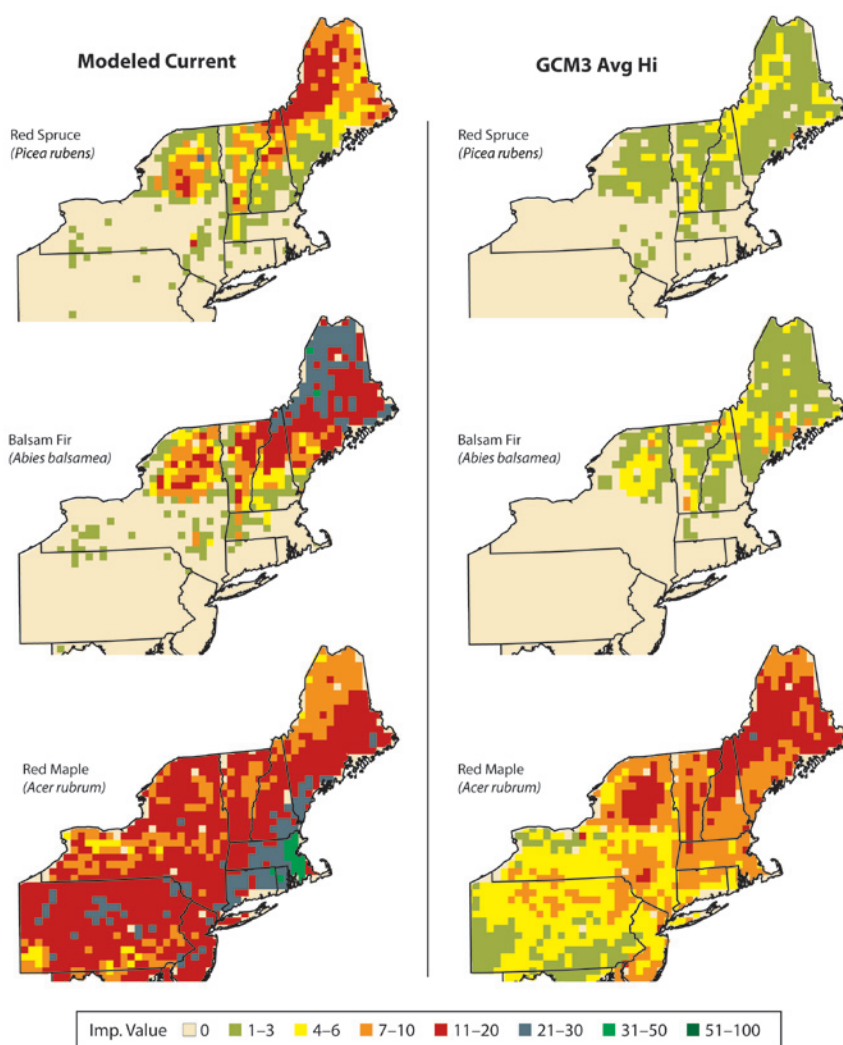 Modeled Current
GCM3 Avg Hi
Red Spruce
(Picea rubens)
Red Spruce
(Picea rubens)
Balsam Fir
(Abies balsamea)
Balsam Fir
(Abies balsamea)
Red Maple
(Acer rubrum)
Red Maple
(Acer rubrum)
Imp. Value 0 1–3 4–6 7–10 11–20 21–30 31–50 51–100